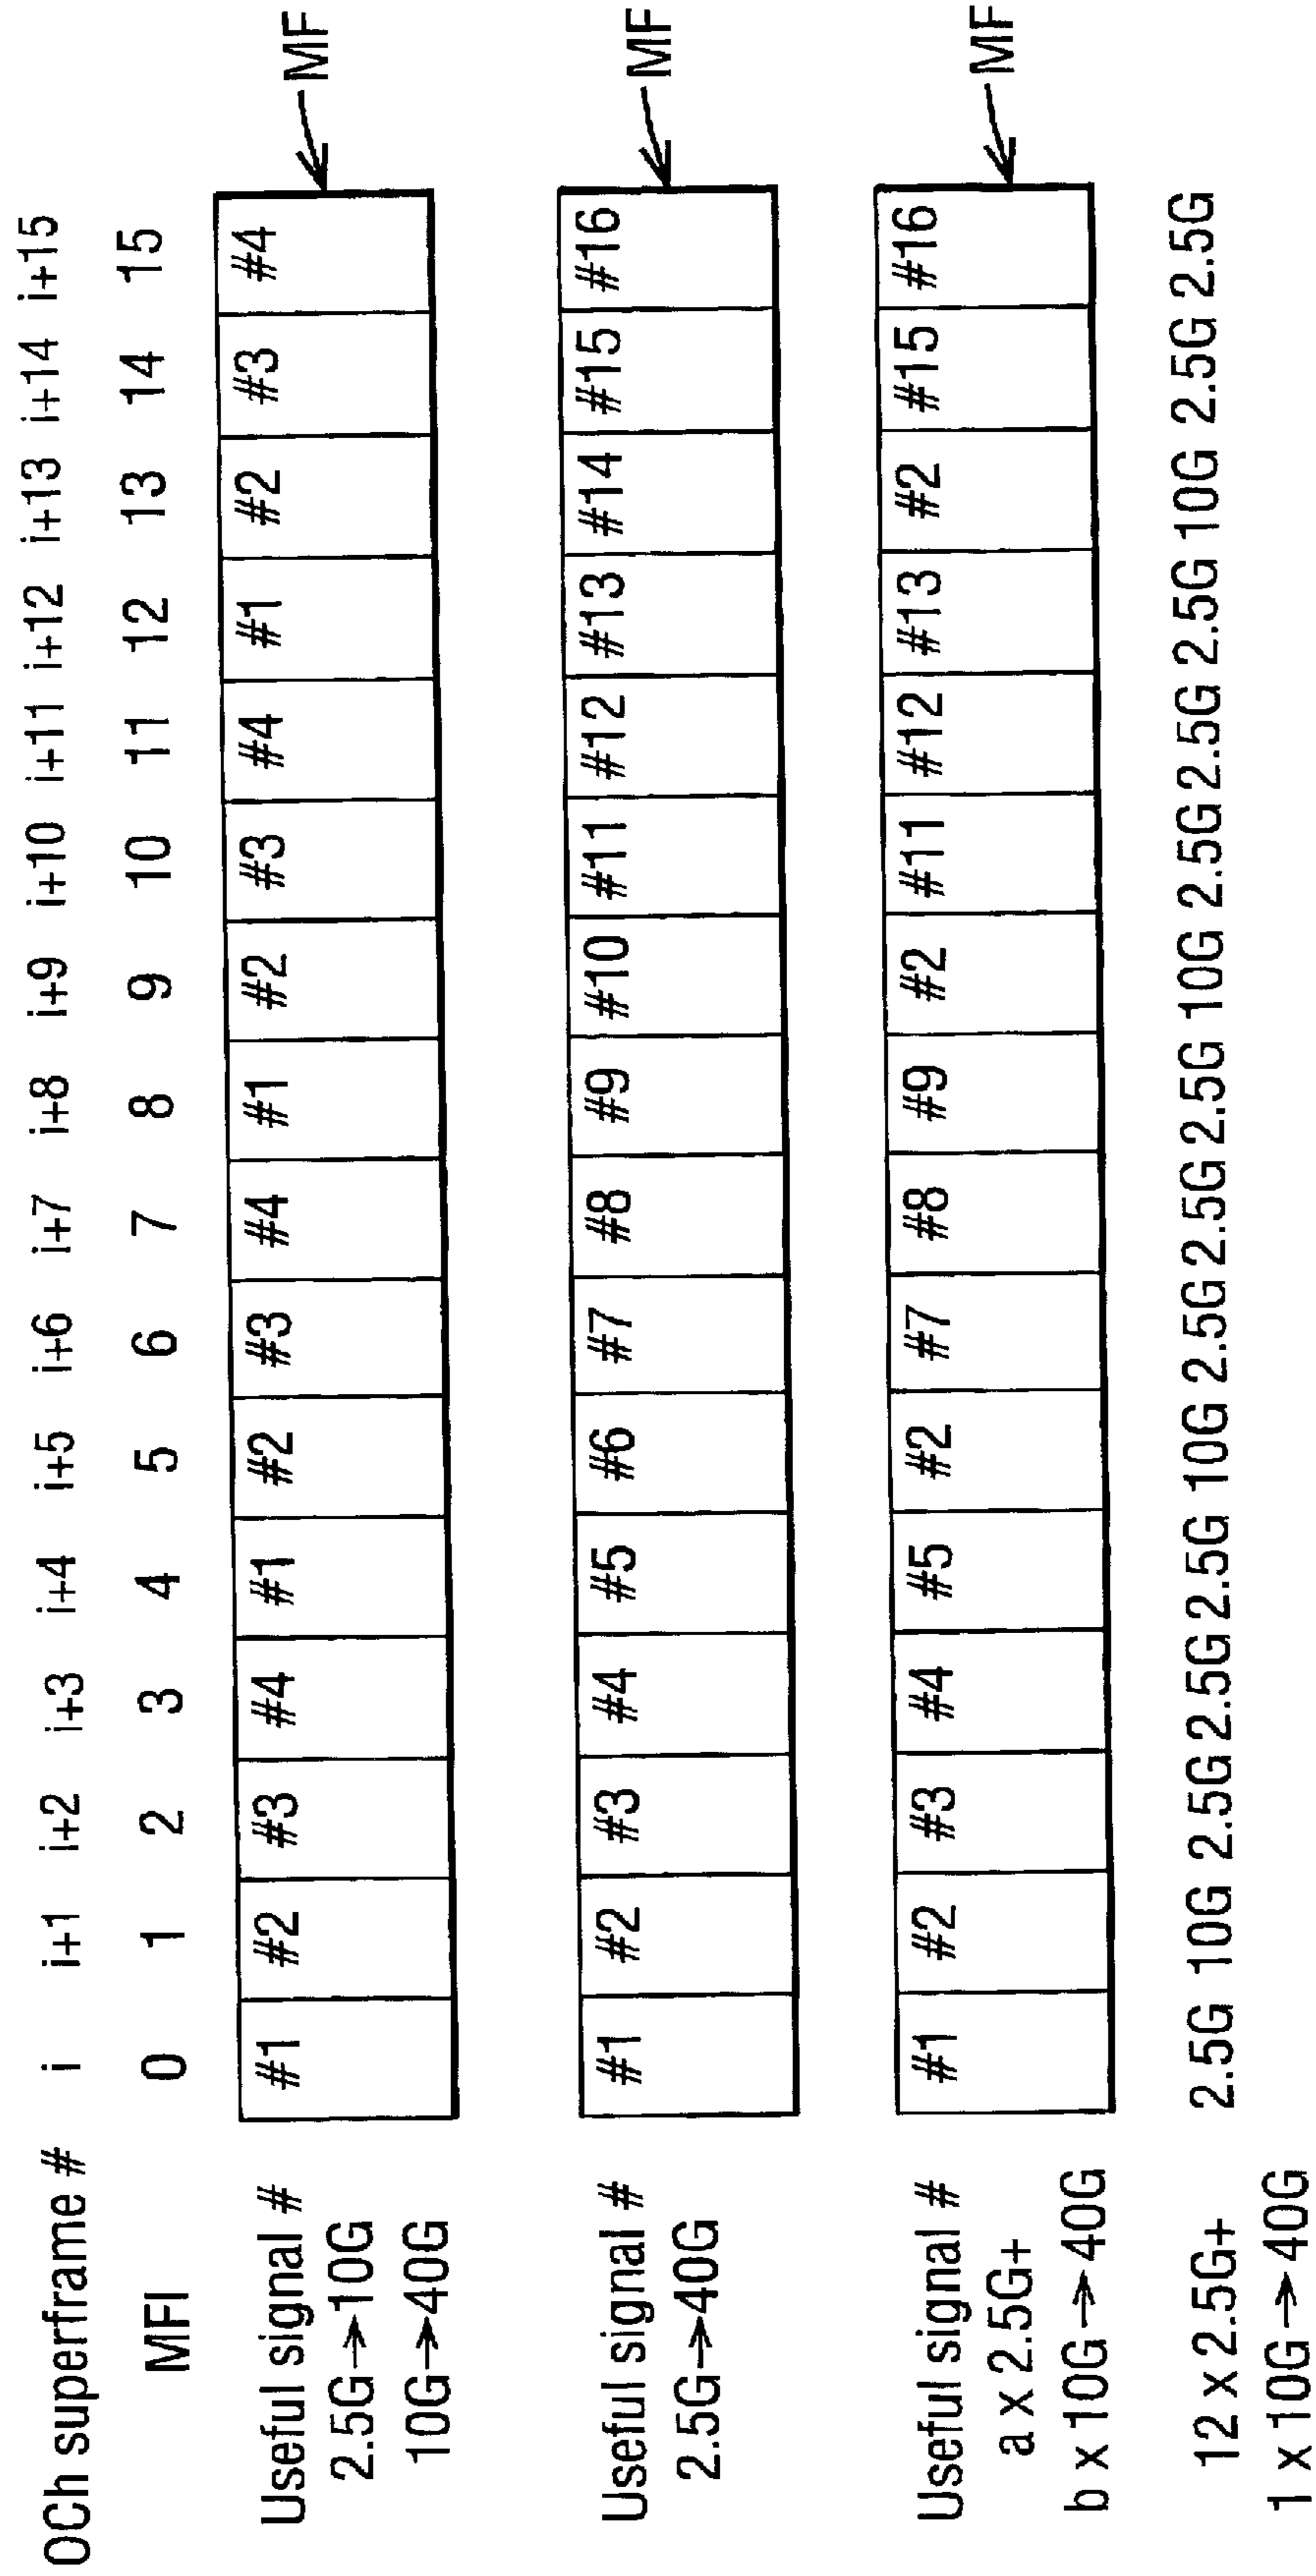 OCh superframe # i i+1 i+2 i+3 i+4 i+5 i+6 i+7 i+8 i+9 i+10 i+11 i+12 i+13 i+14 i+15
MFI 0 1 2 3 4 5 6 7 8 9 10 11 12 13 14 15
Useful signal # #1 #2 #3 #4 #1 #2 #3 #4 #1 #2 #3 #4 #1 #2 #3 #4 MF
2.5G→10G
10G→40G
Useful signal # #1 #2 #3 #4 #5 #6 #7 #8 #9 #10 #11 #12 #13 #14 #15 #16 MF
2.5G→40G
Useful signal # #1 #2 #3 #4 #5 #2 #7 #8 #9 #2 #11 #12 #13 #2 #15 #16 MF
a x 2.5G+
b x 10G→40G
12 x 2.5G+ 2.5G 10G 2.5G 2.5G 2.5G 10G 2.5G 2.5G 2.5G 10G 2.5G 2.5G 2.5G 10G 2.5G 2.5G
1 x 10G→40G